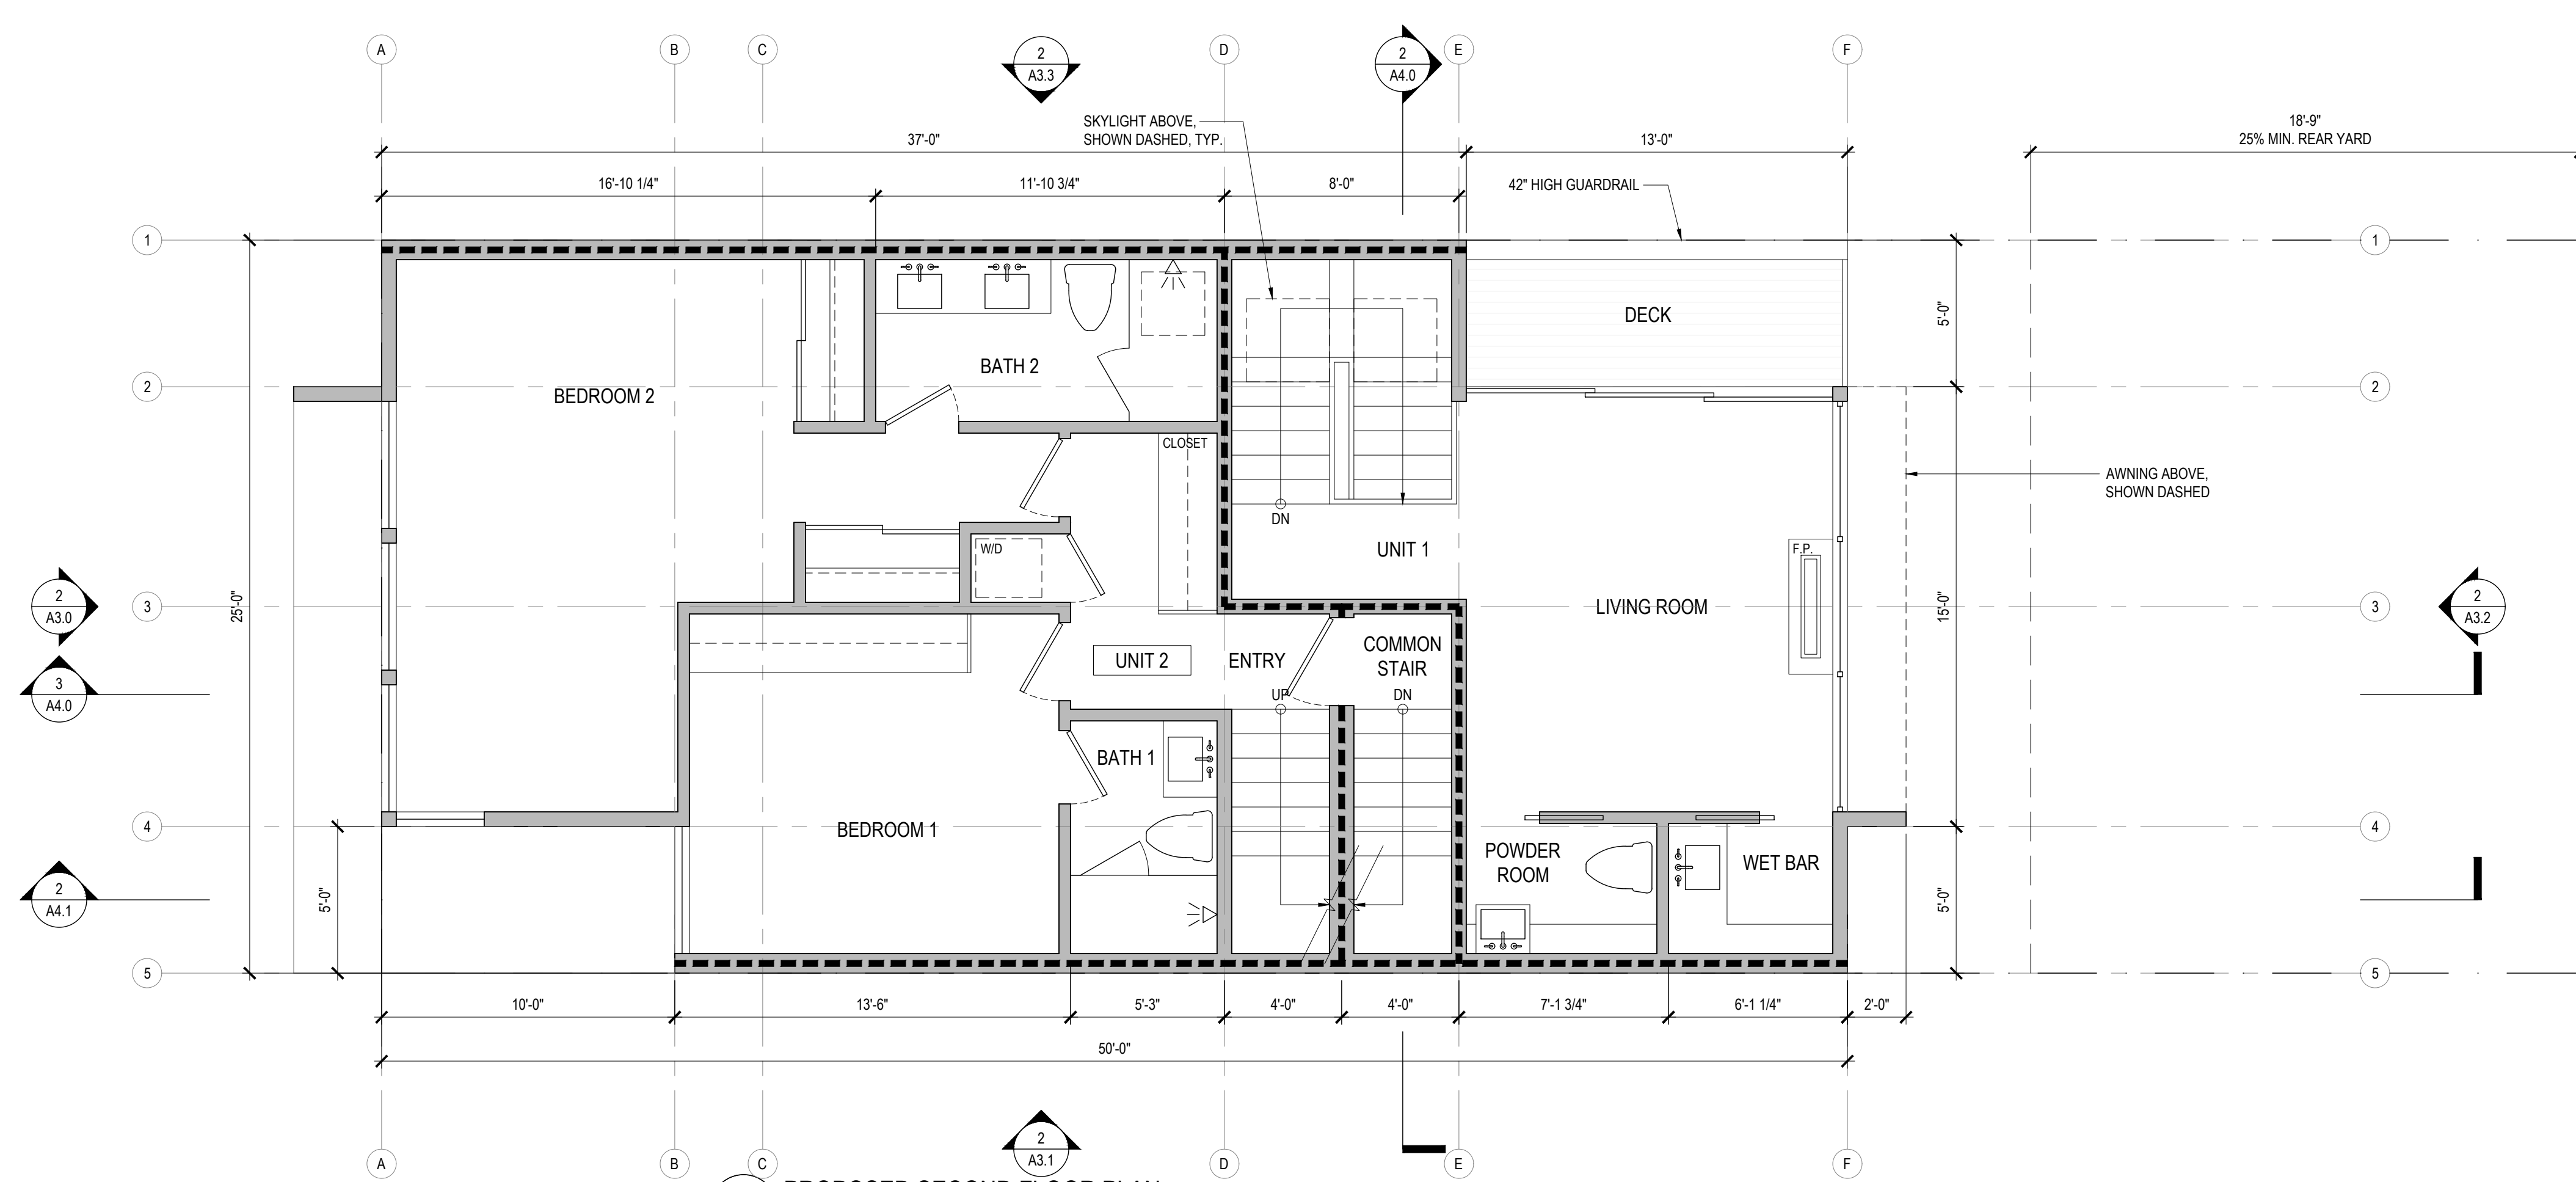 A
B
C
D
E
F
2
A3.3
2
A4.0
SKYLIGHT ABOVE,
SHOWN DASHED, TYP.
18'-9"
25% MIN. REAR YARD
37'-0"
13'-0"
16'-10 1/4"
11'-10 3/4"
8'-0"
42" HIGH GUARDRAIL
1
1
DECK
5'-0"
BATH 2
2
BEDROOM 2
2
CLOSET
AWNING ABOVE,
SHOWN DASHED
DN
W/D
UNIT 1
F.P.
2
A3.0
3
25'-0"
LIVING ROOM
15'-0"
3
2
A3.2
COMMON
STAIR
UNIT 2
ENTRY
3
A4.0
UP
DN
BATH 1
4
BEDROOM 1
4
POWDER
ROOM
WET BAR
2
A4.1
5'-0"
5'-0"
5
5
10'-0"
13'-6"
5'-3"
4'-0"
4'-0"
7'-1 3/4"
6'-1 1/4"
2'-0"
50'-0"
2
A3.1
A
B
C
D
E
F
PROPOSED SECOND FLOOR PLAN